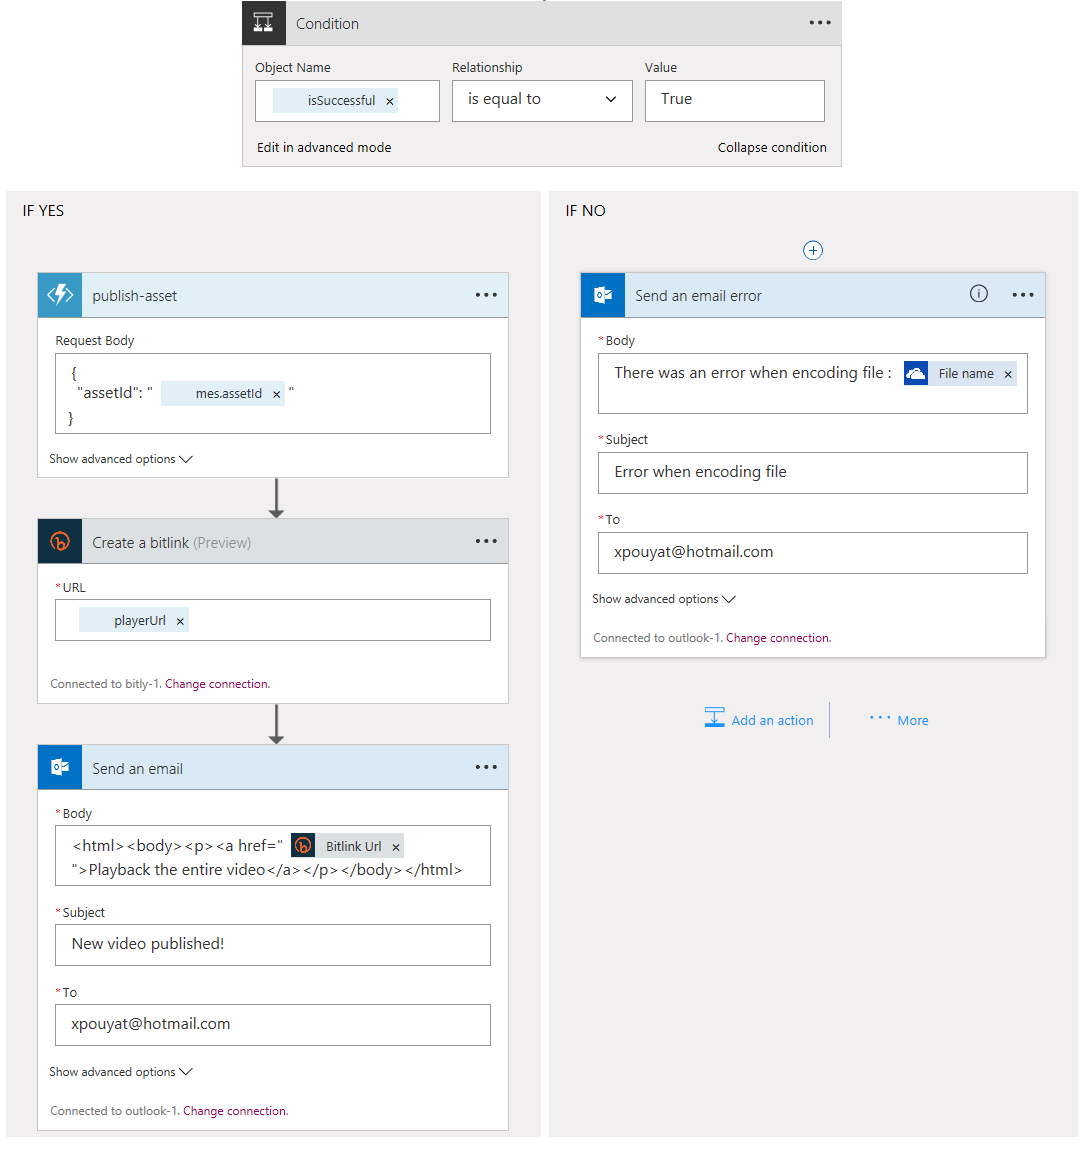 Condition
Object Name
Relationship
Value
isSuccessful ×
is equal to
True
Edit in advanced mode
Collapse condition
IF YES
publish-asset
Request Body
{
"assetId": " mes.assetId × "
}
Show advanced options
Create a bitlink (Preview)
*URL
playerUrl ×
Connected to bitly-1. Change connection.
Send an email
*Body
<html><body><p><a href=" Bitlink Url ×
">Playback the entire video</a></p></body></html>
*Subject
New video published!
*To
xpouyat@hotmail.com
Show advanced options
Connected to outlook-1. Change connection.
IF NO
Send an email error
*Body
There was an error when encoding file : File name ×
*Subject
Error when encoding file
*To
xpouyat@hotmail.com
Show advanced options
Connected to outlook-1. Change connection.
Add an action
··· More